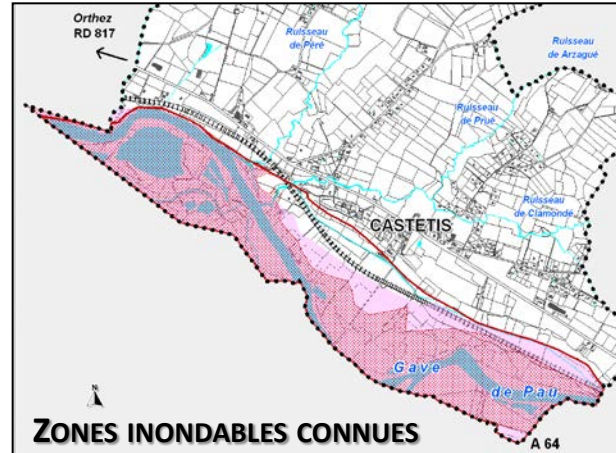 Orthez
RD 817
Ruisseau
de Péré
Ruisseau
de Arzagué
Ruisseau
de Prué
Ruisseau
de Clamondé
CASTÉTIS
Gave
de Pau
N
A 64
ZONES INONDABLES CONNUES